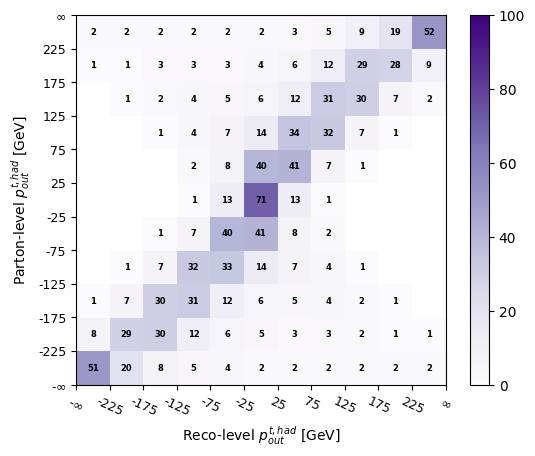 ∞ 2 2 2 2 2 2 3 5 9 19 52 100
225
1 1 3 3 3 4 6 12 29 28 9
175
1 2 4 5 6 12 31 30 7 2 80
125
1 4 7 14 34 32 7 1
75
2 8 40 41 7 1 60
25
1 13 71 13 1
-25
1 7 40 41 8 2 40
-75
1 7 32 33 14 7 4 1
-125
1 7 30 31 12 6 5 4 2 1 20
-175
8 29 30 12 6 5 3 3 2 1 1
-225
51 20 8 5 4 2 2 2 2 2 2
-∞ 0
-∞ -225 -175 -125 -75 -25 25 75 125 175 225 ∞
Reco-level p_{out}^{t,had} [GeV]
Parton-level p_{out}^{t,had} [GeV]